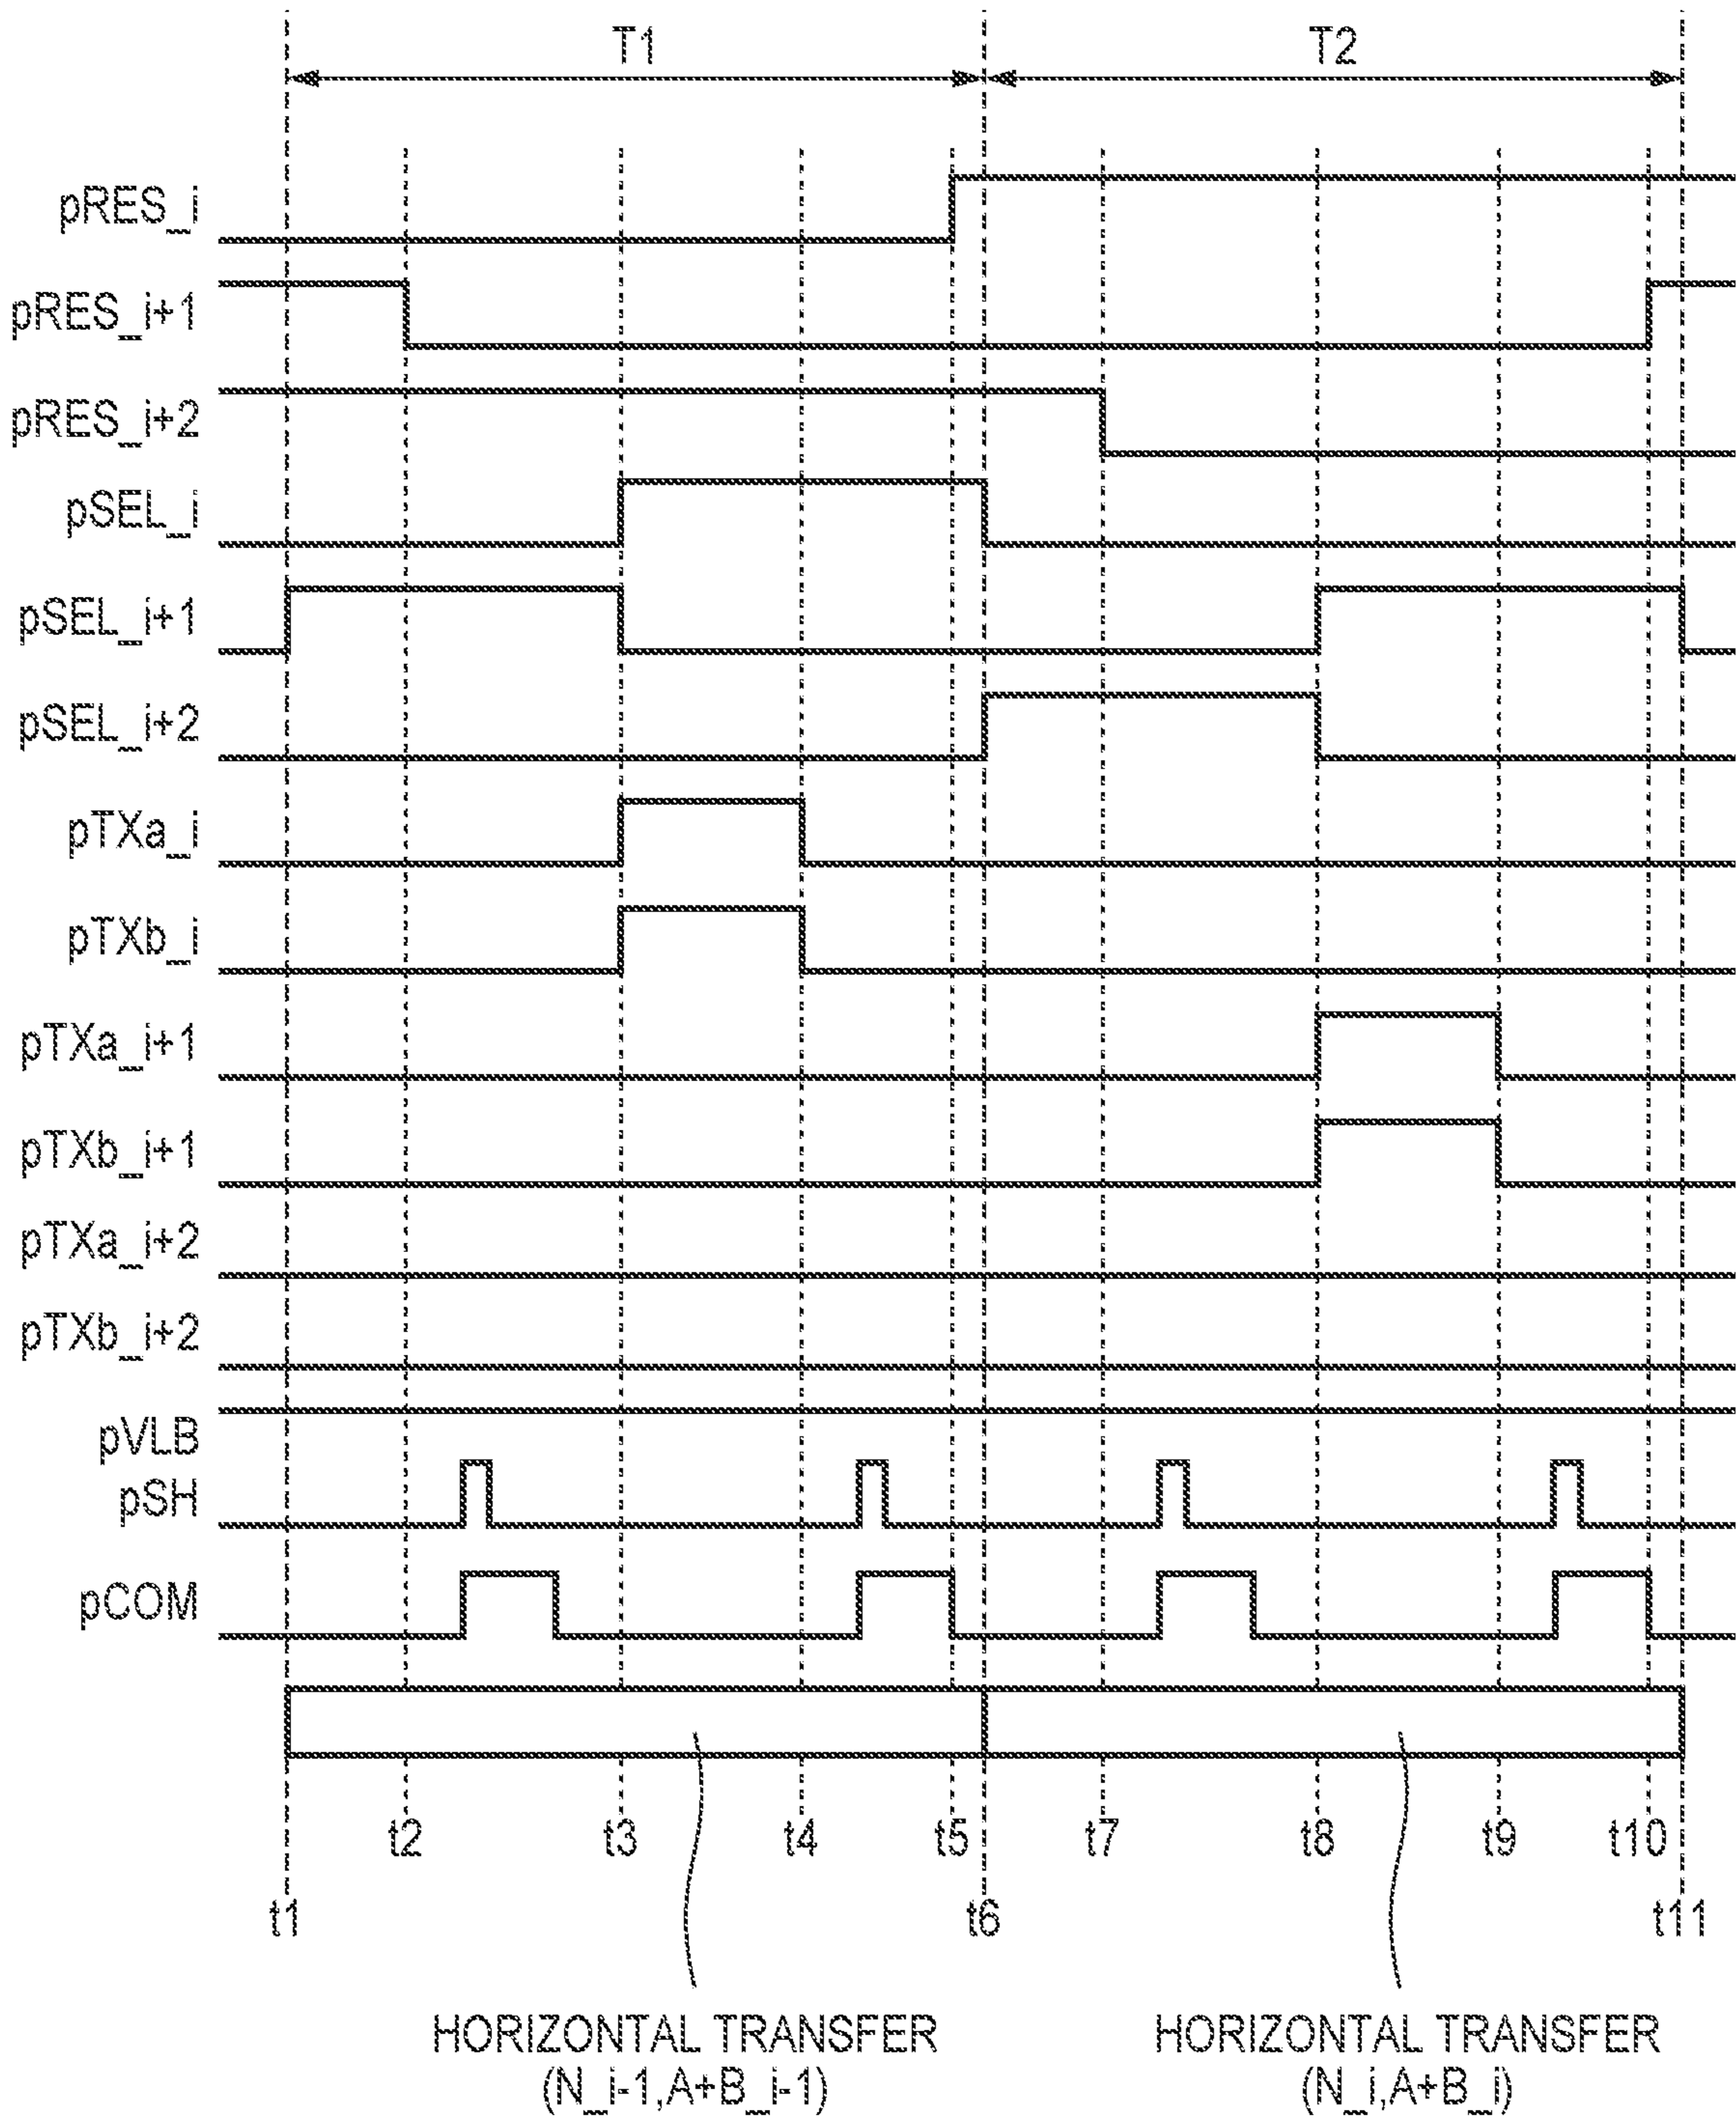 T1 T2
pRES_i
pRES_i+1
pRES_i+2
pSEL_i
pSEL_i+1
pSEL_i+2
pTXa_i
pTXb_i
pTXa_i+1
pTXb_i+1
pTXa_i+2
pTXb_i+2
pVLB
pSH
pCOM
t2 t3 t4 t5 t7 t8 t9 t10
t1 t6 t11
HORIZONTAL TRANSFER
(N_i-1,A+B_i-1)
HORIZONTAL TRANSFER
(N_i,A+B_i)